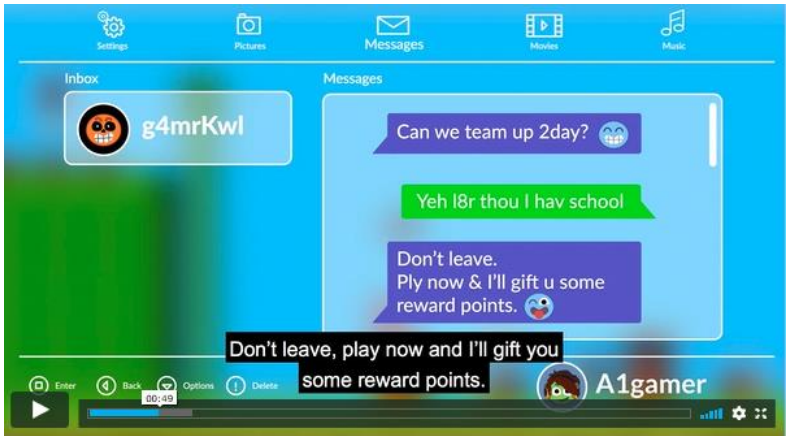 Settings
Pictures
Messages
Movies
Music
Inbox
Messages
g4mrKwl
Can we team up 2day?
Yeh l8r thou I hav school
Don't leave.
Ply now & I'll gift u some
reward points.
Don't leave, play now and I'll gift you
some reward points.
Enter
Back
Options
Delete
A1gamer
00:49